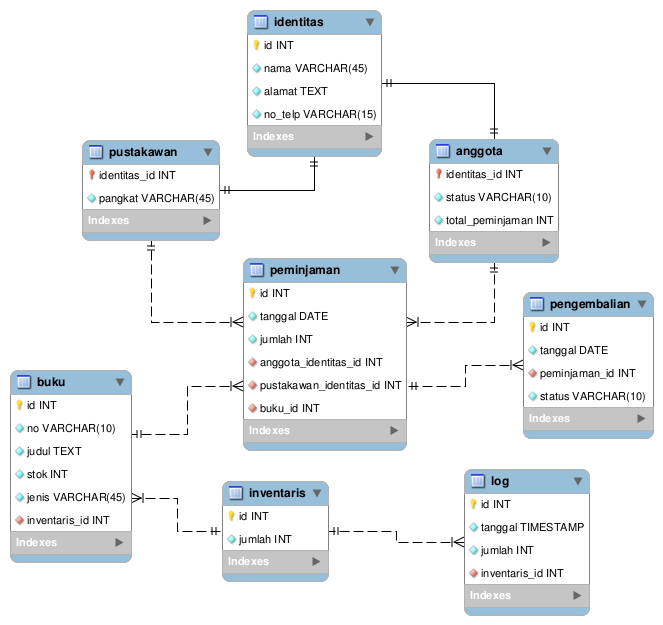 identitas
id INT
nama VARCHAR(45)
alamat TEXT
no_telp VARCHAR(15)
Indexes
pustakawan
identitas_id INT
pangkat VARCHAR(45)
Indexes
anggota
identitas_id INT
status VARCHAR(10)
total_peminjaman INT
Indexes
peminjaman
id INT
tanggal DATE
jumlah INT
anggota_identitas_id INT
pustakawan_identitas_id INT
buku_id INT
Indexes
pengembalian
id INT
tanggal DATE
peminjaman_id INT
status VARCHAR(10)
Indexes
buku
id INT
no VARCHAR(10)
judul TEXT
stok INT
jenis VARCHAR(45)
inventaris_id INT
Indexes
inventaris
id INT
jumlah INT
Indexes
log
id INT
tanggal TIMESTAMP
jumlah INT
inventaris_id INT
Indexes